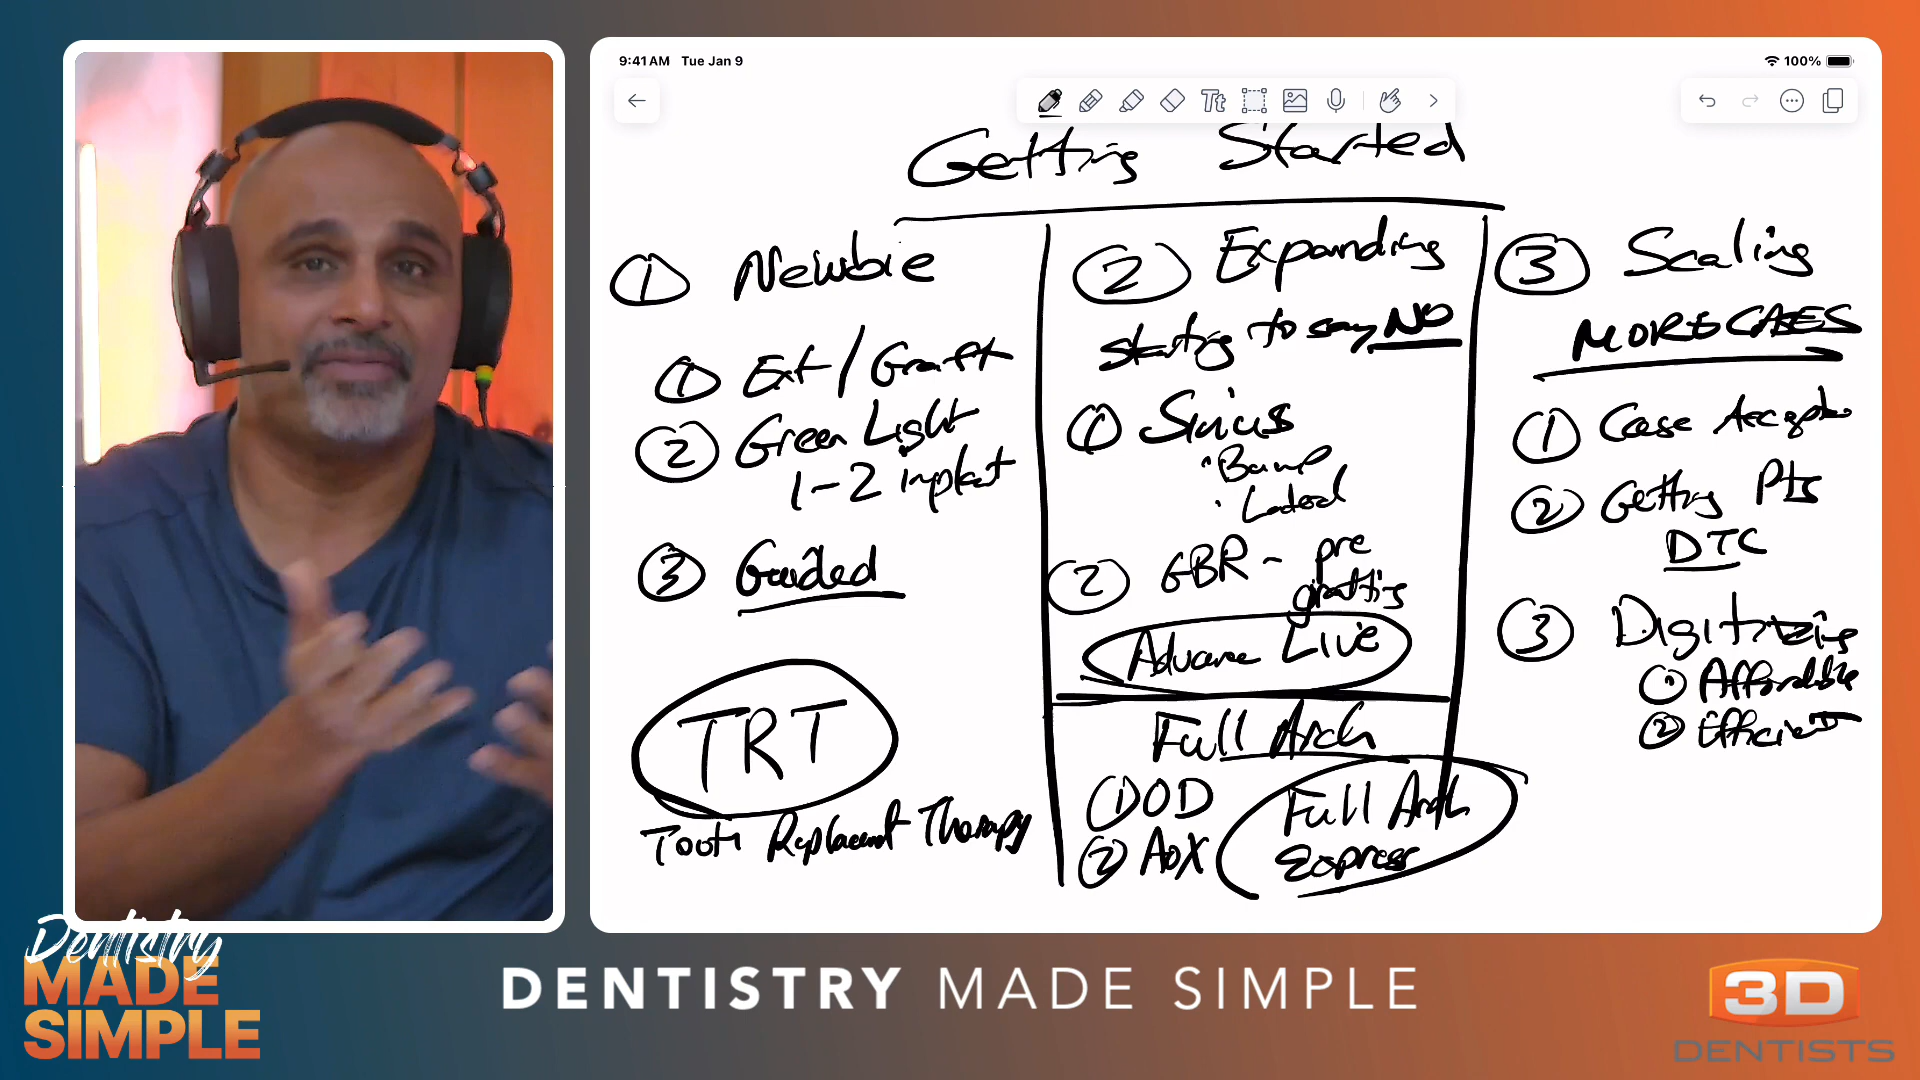 9:41 AM Tue Jan 9
100%
Tt
Getting Started
1 Newbie
1 Ext / Graft
2 Green Light
1-2 implant
3 Guided
TRT
Tooth Replacement Therapy
2 Expanding
starting to say NO
1 Sinus
• Bump
• Lateral
2 GBR - pre
grafting
Advance Live
Full Arch
1 OD
2 AOX
Full Arch
Express
3 Scaling
MORE CASES
1 Case Accept
2 Getting Pts
DTC
3 Digitizing
1 Affordable
2 Efficient
Dentistry
MADE
SIMPLE
DENTISTRY MADE SIMPLE
3D
DENTISTS